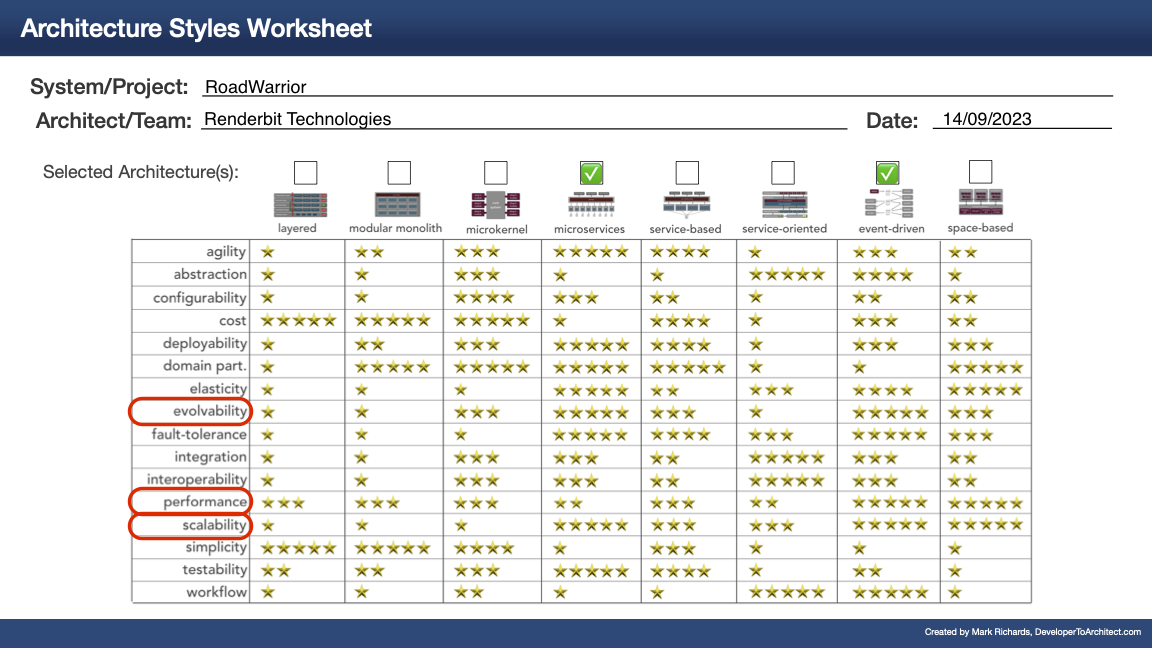 Architecture Styles Worksheet
System/Project: RoadWarrior
Architect/Team: Renderbit Technologies Date: 14/09/2023
Selected Architecture(s):
layered modular monolith microkernel microservices service-based service-oriented event-driven space-based
agility
abstraction
configurability
cost
deployability
domain part.
elasticity
evolvability
fault-tolerance
integration
interoperability
performance
scalability
simplicity
testability
workflow
Created by Mark Richards, DeveloperToArchitect.com